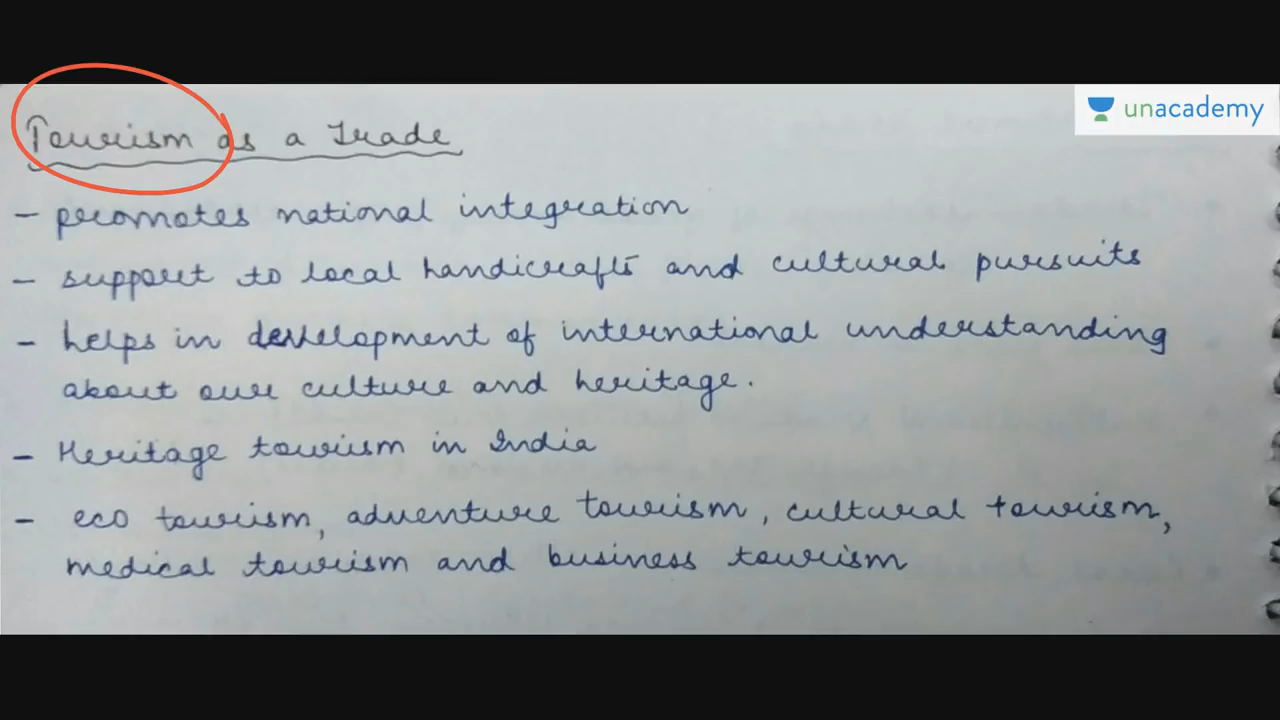 unacademy
Tourism as a Trade
- promotes national integration
- support to local handicrafts and cultural pursuits
- helps in development of international understanding
about our culture and heritage.
- Heritage tourism in India
- eco tourism, adventure tourism, cultural tourism,
medical tourism and business tourism